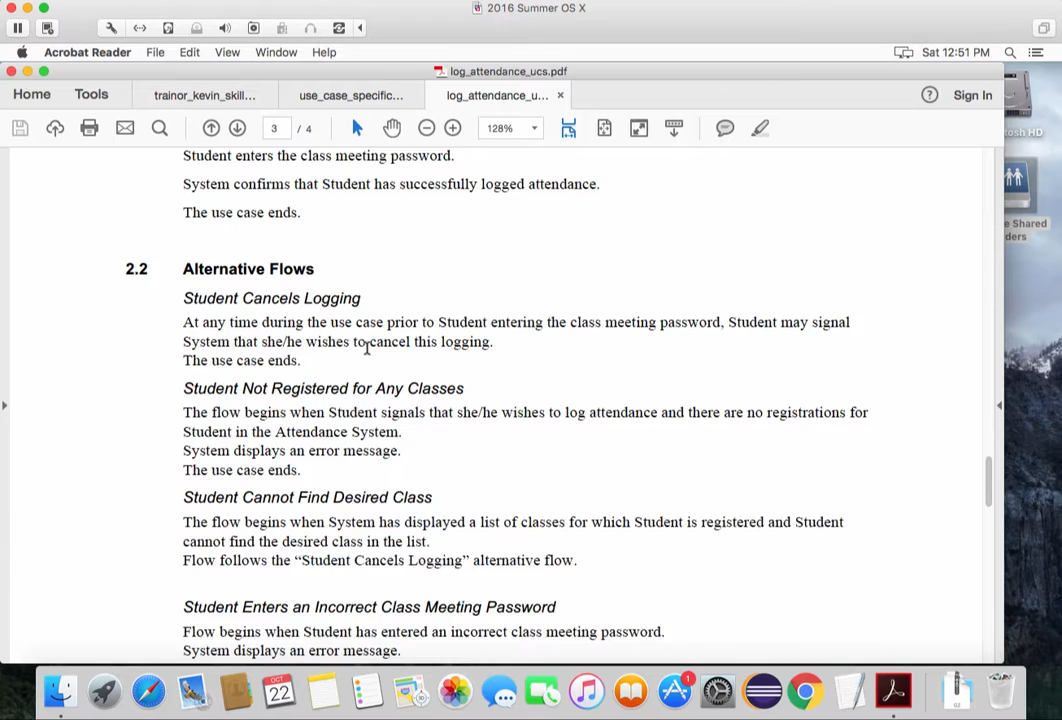 2016 Summer OS X
Acrobat Reader File Edit View Window Help Sat 12:51 PM
log_attendance_ucs.pdf
Home Tools trainor_kevin_skill... use_case_specific... log_attendance_u... × ? Sign In
3 / 4 128%
tosh HD
e Shared
ders
Student enters the class meeting password.
System confirms that Student has successfully logged attendance.
The use case ends.
2.2 Alternative Flows
Student Cancels Logging
At any time during the use case prior to Student entering the class meeting password, Student may signal
System that she/he wishes to cancel this logging.
The use case ends.
Student Not Registered for Any Classes
The flow begins when Student signals that she/he wishes to log attendance and there are no registrations for
Student in the Attendance System.
System displays an error message.
The use case ends.
Student Cannot Find Desired Class
The flow begins when System has displayed a list of classes for which Student is registered and Student
cannot find the desired class in the list.
Flow follows the “Student Cancels Logging” alternative flow.
Student Enters an Incorrect Class Meeting Password
Flow begins when Student has entered an incorrect class meeting password.
System displays an error message.
OCT
22
1